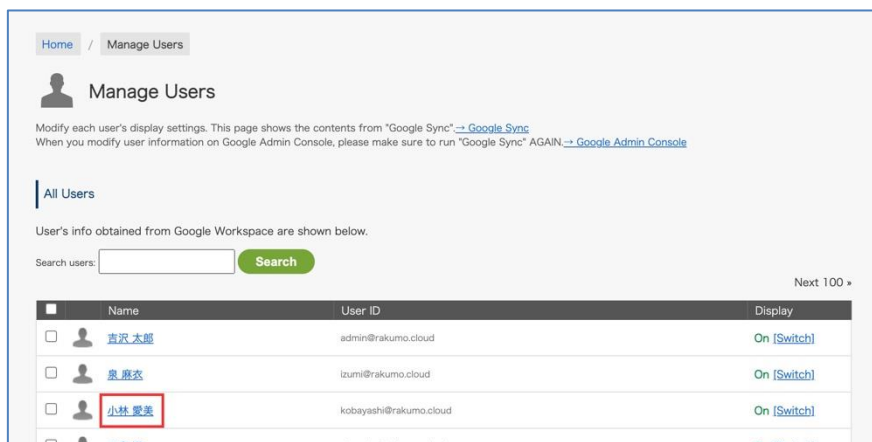 Home / Manage Users
Manage Users
Modify each user's display settings. This page shows the contents from "Google Sync".→ Google Sync
When you modify user information on Google Admin Console, please make sure to run "Google Sync" AGAIN.→ Google Admin Console
All Users
User's info obtained from Google Workspace are shown below.
Search users: Search
Next 100 »
Name User ID Display
吉沢 太郎 admin@rakumo.cloud On [Switch]
泉 麻衣 izumi@rakumo.cloud On [Switch]
小林 愛美 kobayashi@rakumo.cloud On [Switch]